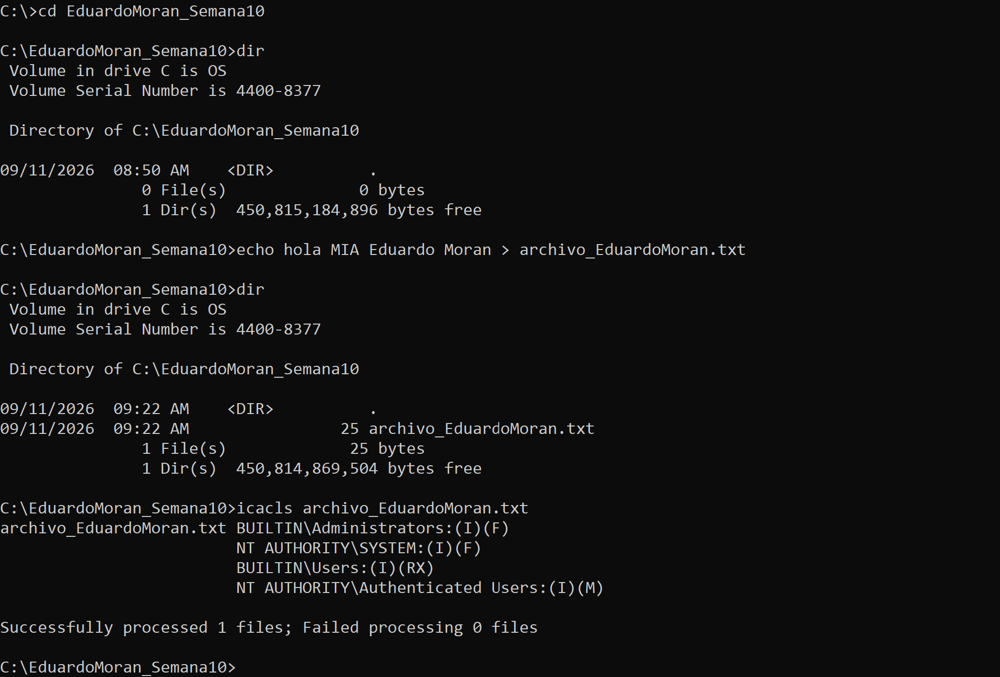 C:\>cd EduardoMoran_Semana10
C:\EduardoMoran_Semana10>dir
 Volume in drive C is OS
 Volume Serial Number is 4400-8377
 Directory of C:\EduardoMoran_Semana10
09/11/2026  08:50 AM    <DIR>          .
               0 File(s)              0 bytes
               1 Dir(s)  450,815,184,896 bytes free
C:\EduardoMoran_Semana10>echo hola MIA Eduardo Moran > archivo_EduardoMoran.txt
C:\EduardoMoran_Semana10>dir
 Volume in drive C is OS
 Volume Serial Number is 4400-8377
 Directory of C:\EduardoMoran_Semana10
09/11/2026  09:22 AM    <DIR>          .
09/11/2026  09:22 AM                25 archivo_EduardoMoran.txt
               1 File(s)             25 bytes
               1 Dir(s)  450,814,869,504 bytes free
C:\EduardoMoran_Semana10>icacls archivo_EduardoMoran.txt
archivo_EduardoMoran.txt BUILTIN\Administrators:(I)(F)
                         NT AUTHORITY\SYSTEM:(I)(F)
                         BUILTIN\Users:(I)(RX)
                         NT AUTHORITY\Authenticated Users:(I)(M)
Successfully processed 1 files; Failed processing 0 files
C:\EduardoMoran_Semana10>